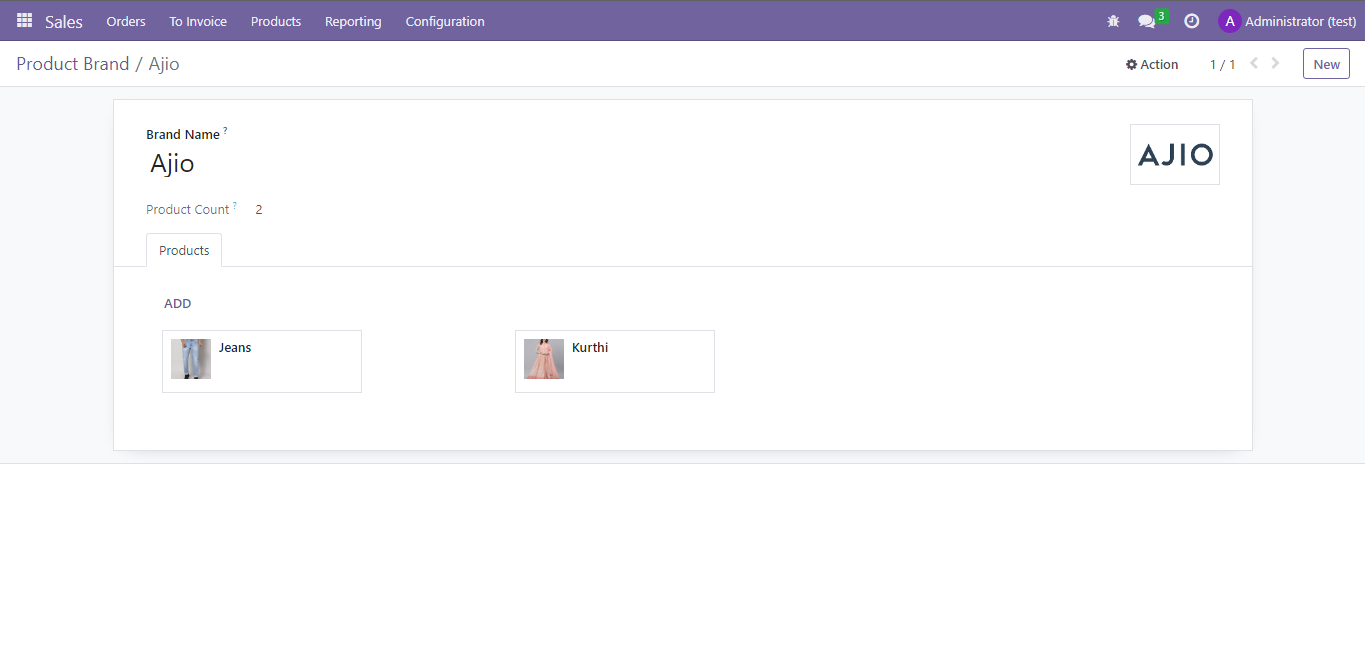 Sales Orders To Invoice Products Reporting Configuration 3 A Administrator (test)
Product Brand / Ajio Action 1 / 1 New
Brand Name ?
Ajio
AJIO
Product Count ? 2
Products
ADD
Jeans Kurthi